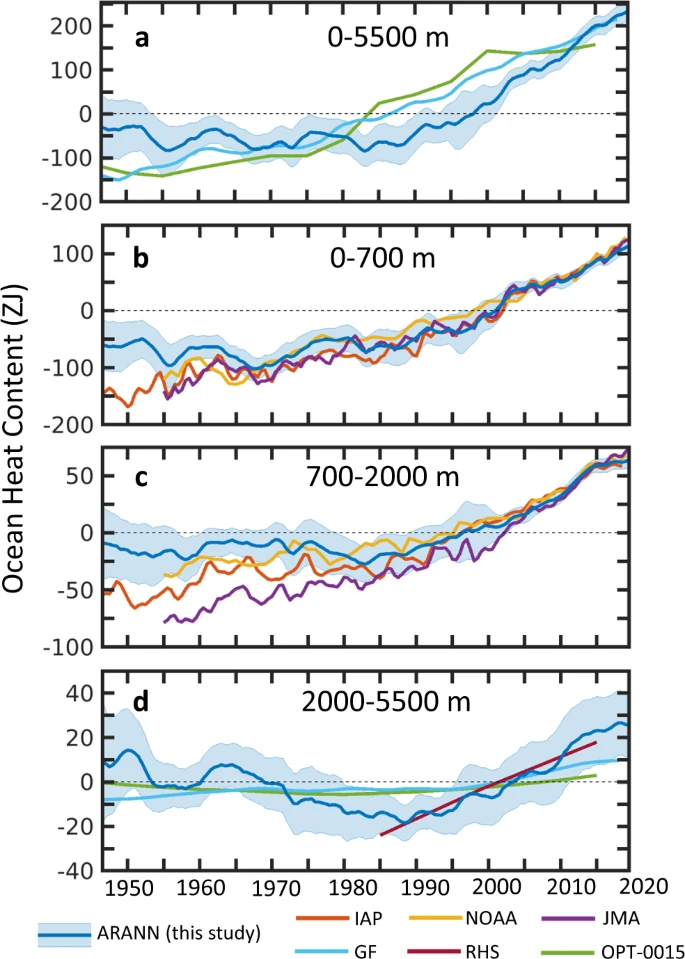 Ocean Heat Content (ZJ)
a 0-5500 m
200
100
0
-100
-200
b 0-700 m
100
0
-100
-200
c 700-2000 m
50
0
-50
-100
d 2000-5500 m
40
20
0
-20
-40
1950 1960 1970 1980 1990 2000 2010 2020
ARANN (this study) IAP NOAA JMA
GF RHS OPT-0015